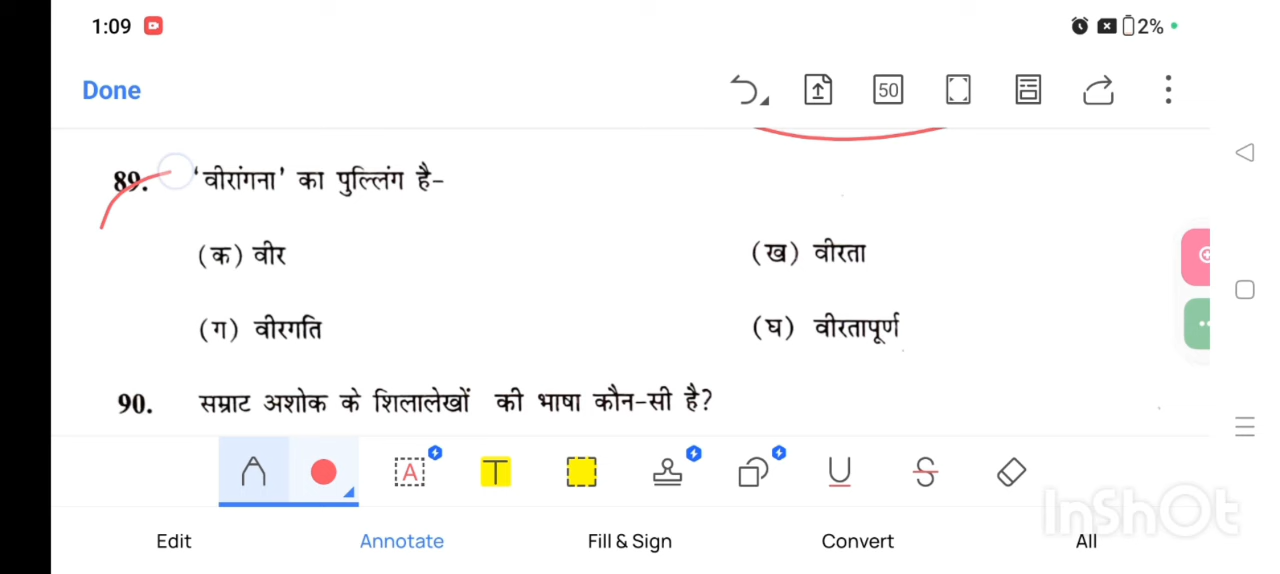 1:09 2%
Done 50
89. 'वीरांगना' का पुल्लिंग है-
(क) वीर (ख) वीरता
(ग) वीरगति (घ) वीरतापूर्ण
90. सम्राट अशोक के शिलालेखों की भाषा कौन-सी है?
A T U S
InShOt
Edit Annotate Fill & Sign Convert All